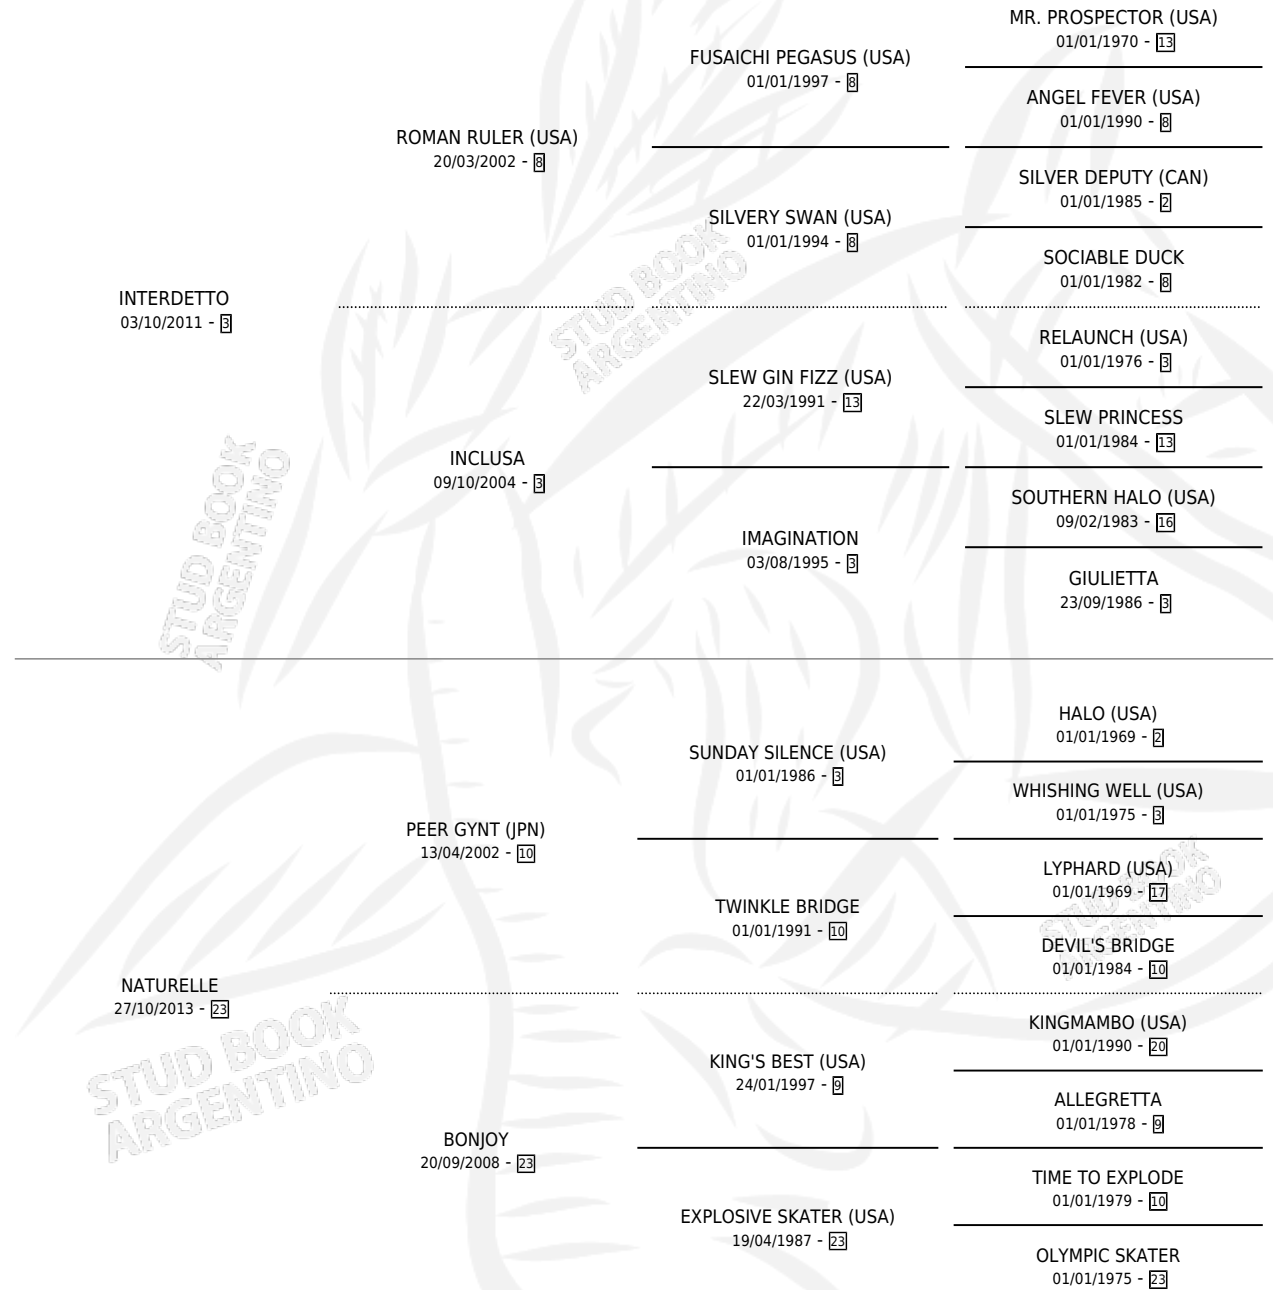 MR. PROSPECTOR (USA)
01/01/1970 - 13
FUSAICHI PEGASUS (USA)
01/01/1997 - 8
ANGEL FEVER (USA)
01/01/1990 - 8
ROMAN RULER (USA)
20/03/2002 - 8
SILVER DEPUTY (CAN)
01/01/1985 - 2
SILVERY SWAN (USA)
01/01/1994 - 8
SOCIABLE DUCK
01/01/1982 - 8
STUD BOOK
ARGENTINO
INTERDETTO
03/10/2011 - 3
RELAUNCH (USA)
01/01/1976 - 3
SLEW GIN FIZZ (USA)
22/03/1991 - 13
SLEW PRINCESS
01/01/1984 - 13
INCLUSA
09/10/2004 - 3
SOUTHERN HALO (USA)
09/02/1983 - 16
IMAGINATION
03/08/1995 - 3
GIULIETTA
23/09/1986 - 3
STUD BOOK
ARGENTINO
HALO (USA)
01/01/1969 - 2
SUNDAY SILENCE (USA)
01/01/1986 - 3
WHISHING WELL (USA)
01/01/1975 - 3
PEER GYNT (JPN)
13/04/2002 - 10
LYPHARD (USA)
01/01/1969 - 17
TWINKLE BRIDGE
01/01/1991 - 10
DEVIL'S BRIDGE
01/01/1984 - 10
STUD BOOK
ARGENTINO
NATURELLE
27/10/2013 - 23
KINGMAMBO (USA)
01/01/1990 - 20
KING'S BEST (USA)
24/01/1997 - 9
ALLEGRETTA
01/01/1978 - 9
STUD BOOK
ARGENTINO
BONJOY
20/09/2008 - 23
TIME TO EXPLODE
01/01/1979 - 10
EXPLOSIVE SKATER (USA)
19/04/1987 - 23
OLYMPIC SKATER
01/01/1975 - 23